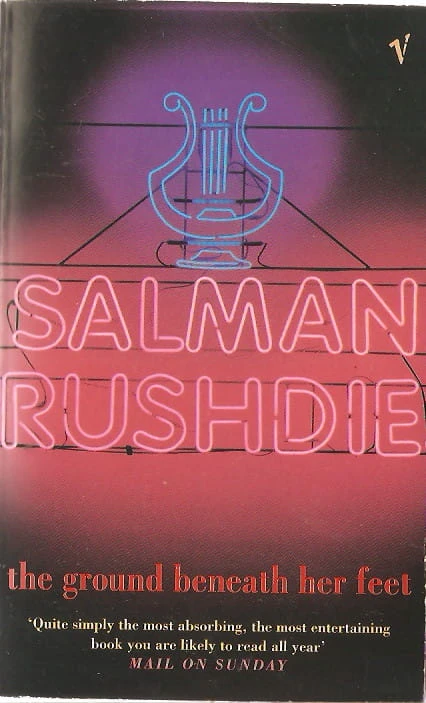 V
SALMAN
RUSHDIE
the ground beneath her feet
‘Quite simply the most absorbing, the most entertaining
book you are likely to read all year’
MAIL ON SUNDAY